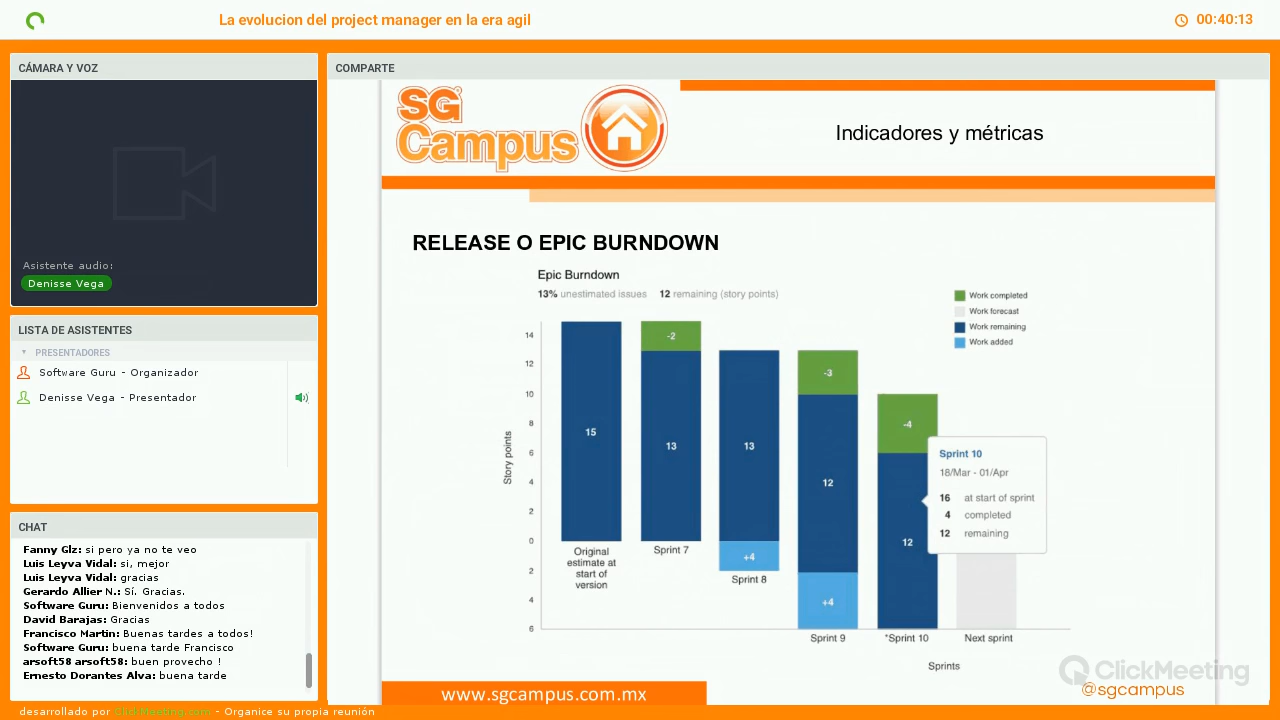 La evolucion del project manager en la era agil
00:40:13
CÁMARA Y VOZ
Asistente audio:
Denisse Vega
LISTA DE ASISTENTES
PRESENTADORES
Software Guru - Organizador
Denisse Vega - Presentador
CHAT
Fanny Glz: si pero ya no te veo
Luis Leyva Vidal: si, mejor
Luis Leyva Vidal: gracias
Gerardo Allier N.: Sí. Gracias.
Software Guru: Bienvenidos a todos
David Barajas: Gracias
Francisco Martin: Buenas tardes a todos!
Software Guru: buena tarde Francisco
arsoft58 arsoft58: buen provecho !
Ernesto Dorantes Alva: buena tarde
desarrollado por ClickMeeting.com - Organice su propia reunión
COMPARTE
SG
Campus
Indicadores y métricas
RELEASE O EPIC BURNDOWN
Epic Burndown
13% unestimated issues 12 remaining (story points)
Work completed
Work forecast
Work remaining
Work added
Story points
14
12
10
8
6
4
2
0
2
4
6
15
-2
13
13
+4
-3
12
+4
-4
12
Original
estimate at
start of
version
Sprint 7
Sprint 8
Sprint 9
*Sprint 10
Next sprint
Sprints
Sprint 10
18/Mar - 01/Apr
16 at start of sprint
4 completed
12 remaining
www.sgcampus.com.mx
ClickMeeting
@sgcampus